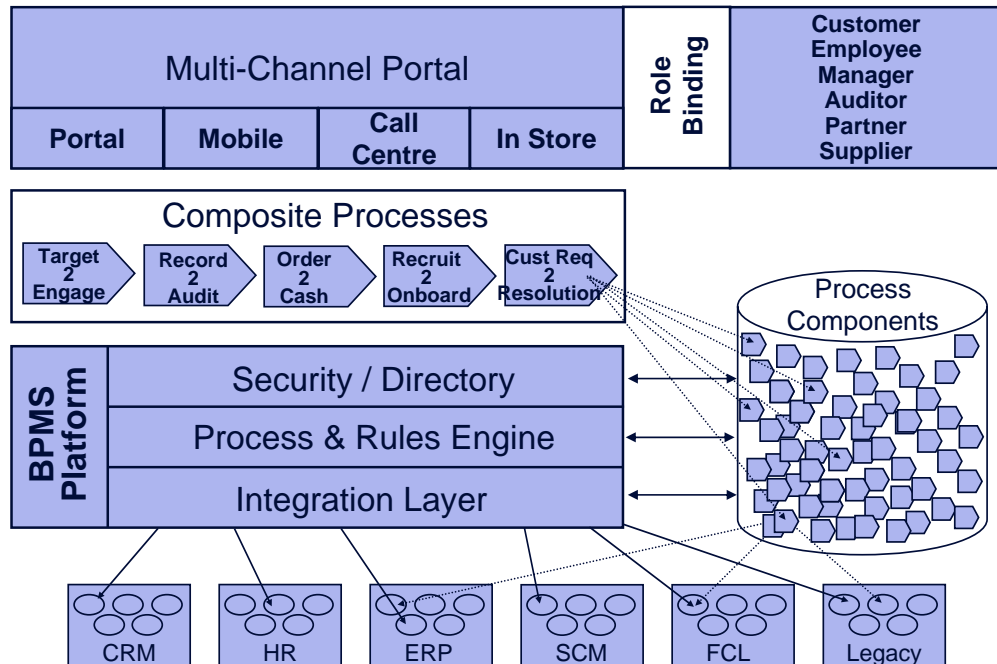 Multi-Channel Portal
Portal
Mobile
Call
Centre
In Store
Role
Binding
Customer
Employee
Manager
Auditor
Partner
Supplier
Composite Processes
Target
2
Engage
Record
2
Audit
Order
2
Cash
Recruit
2
Onboard
Cust Req
2
Resolution
Process
Components
BPMS
Platform
Security / Directory
Process & Rules Engine
Integration Layer
CRM
HR
ERP
SCM
FCL
Legacy